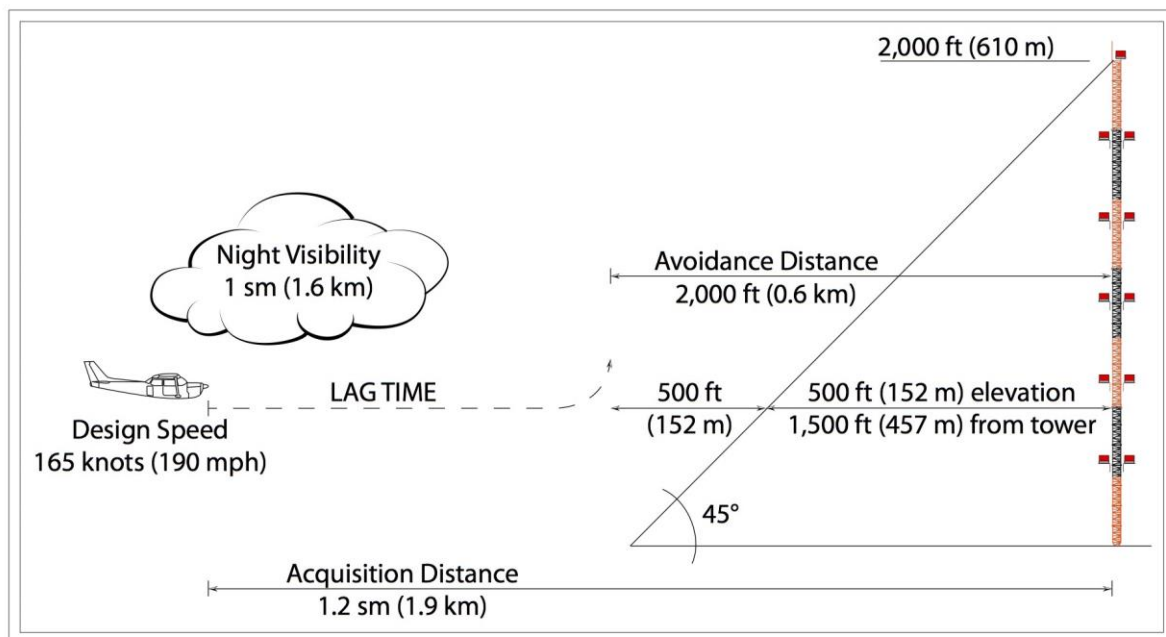 2,000 ft (610 m)
Night Visibility
1 sm (1.6 km)
Avoidance Distance
2,000 ft (0.6 km)
LAG TIME
500 ft
(152 m)
500 ft (152 m) elevation
1,500 ft (457 m) from tower
Design Speed
165 knots (190 mph)
45°
Acquisition Distance
1.2 sm (1.9 km)